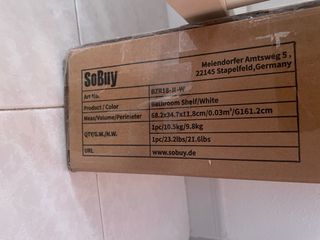 SoBuy
Meiendorfer Amtsweg 5,
22145 Stapelfeld,Germany
Art No. BZR18-II-W
Product / Color Bathroom Shelf/White
Meas/Volume/Perimeter 68.2x34.7x11.8cm/0.03m³/G161.2cm
QTY/G.W./N.W. 1pc/10.5kg/9.8kg
1pc/23.2lbs/21.6lbs
URL www.sobuy.de